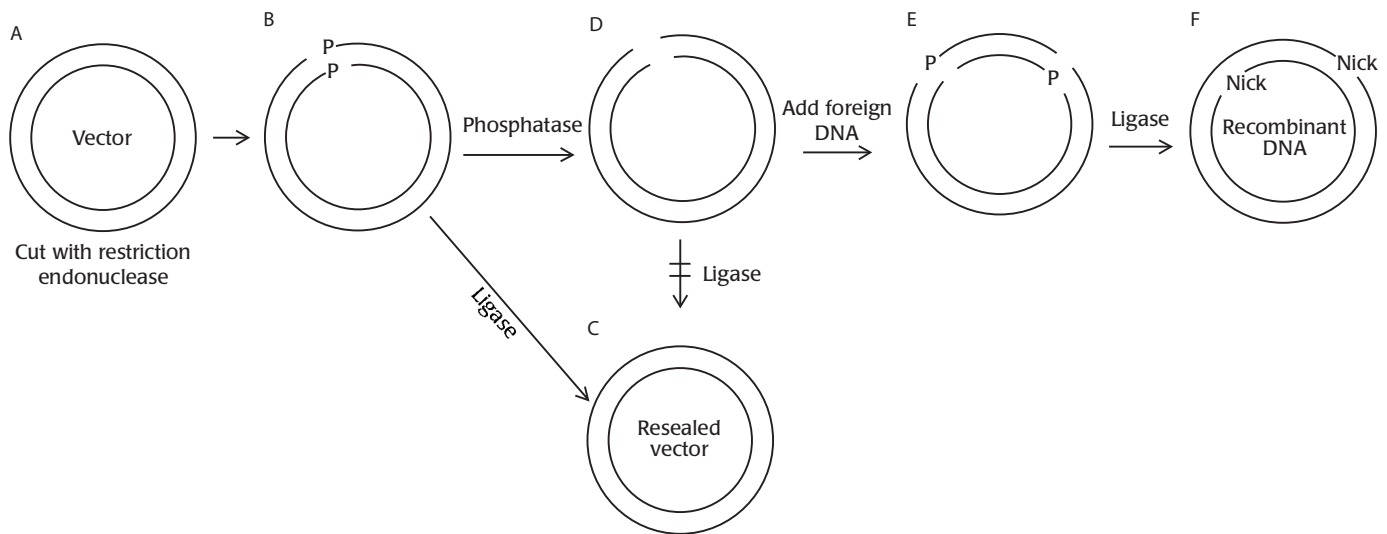 A
Vector
Cut with restriction
endonuclease
B
P
P
Phosphatase
Ligase
D
Ligase
C
Resealed
vector
Add foreign
DNA
E
P
P
Ligase
F
Nick
Nick
Recombinant
DNA